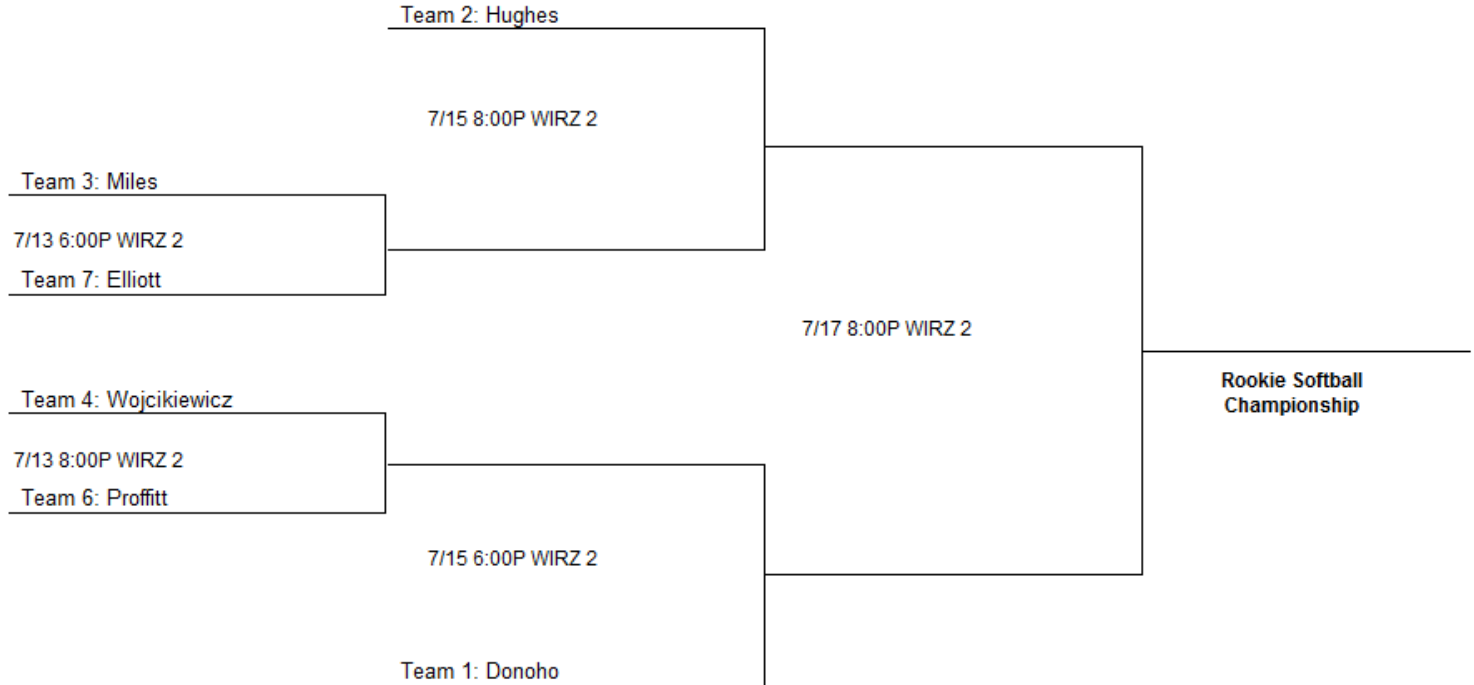 Team 2: Hughes
7/15 8:00P WIRZ 2
Team 3: Miles
7/13 6:00P WIRZ 2
Team 7: Elliott
7/17 8:00P WIRZ 2
Rookie Softball
Championship
Team 4: Wojcikiewicz
7/13 8:00P WIRZ 2
Team 6: Proffitt
7/15 6:00P WIRZ 2
Team 1: Donoho